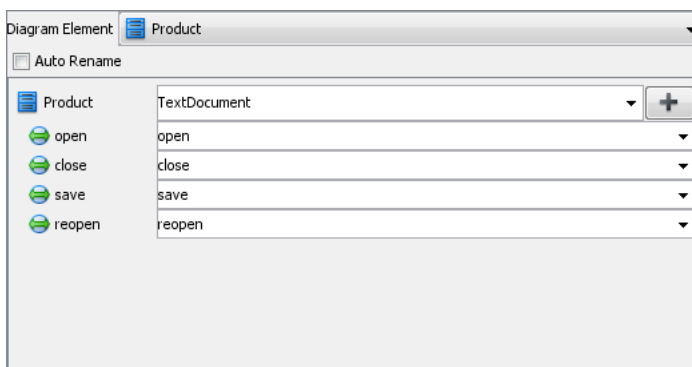 Diagram Element Product
Auto Rename
Product TextDocument
open open
close close
save save
reopen reopen